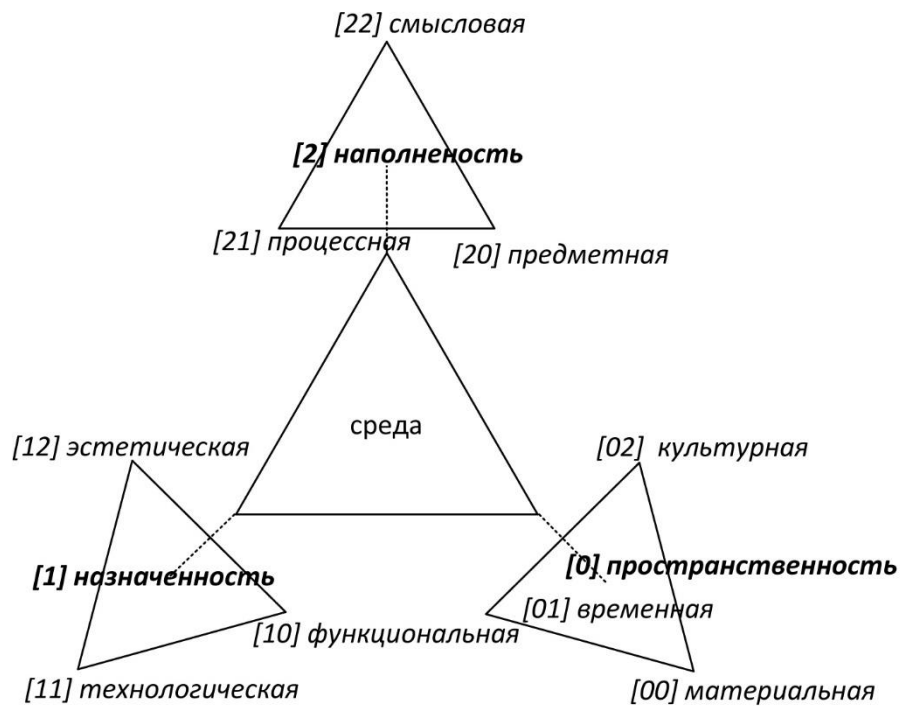 [22] смысловая
[2] наполненость
[21] процессная
[20] предметная
среда
[12] эстетическая
[02] культурная
[1] назначенность
[0] пространственность
[01] временная
[10] функциональная
[11] технологическая
[00] материальная